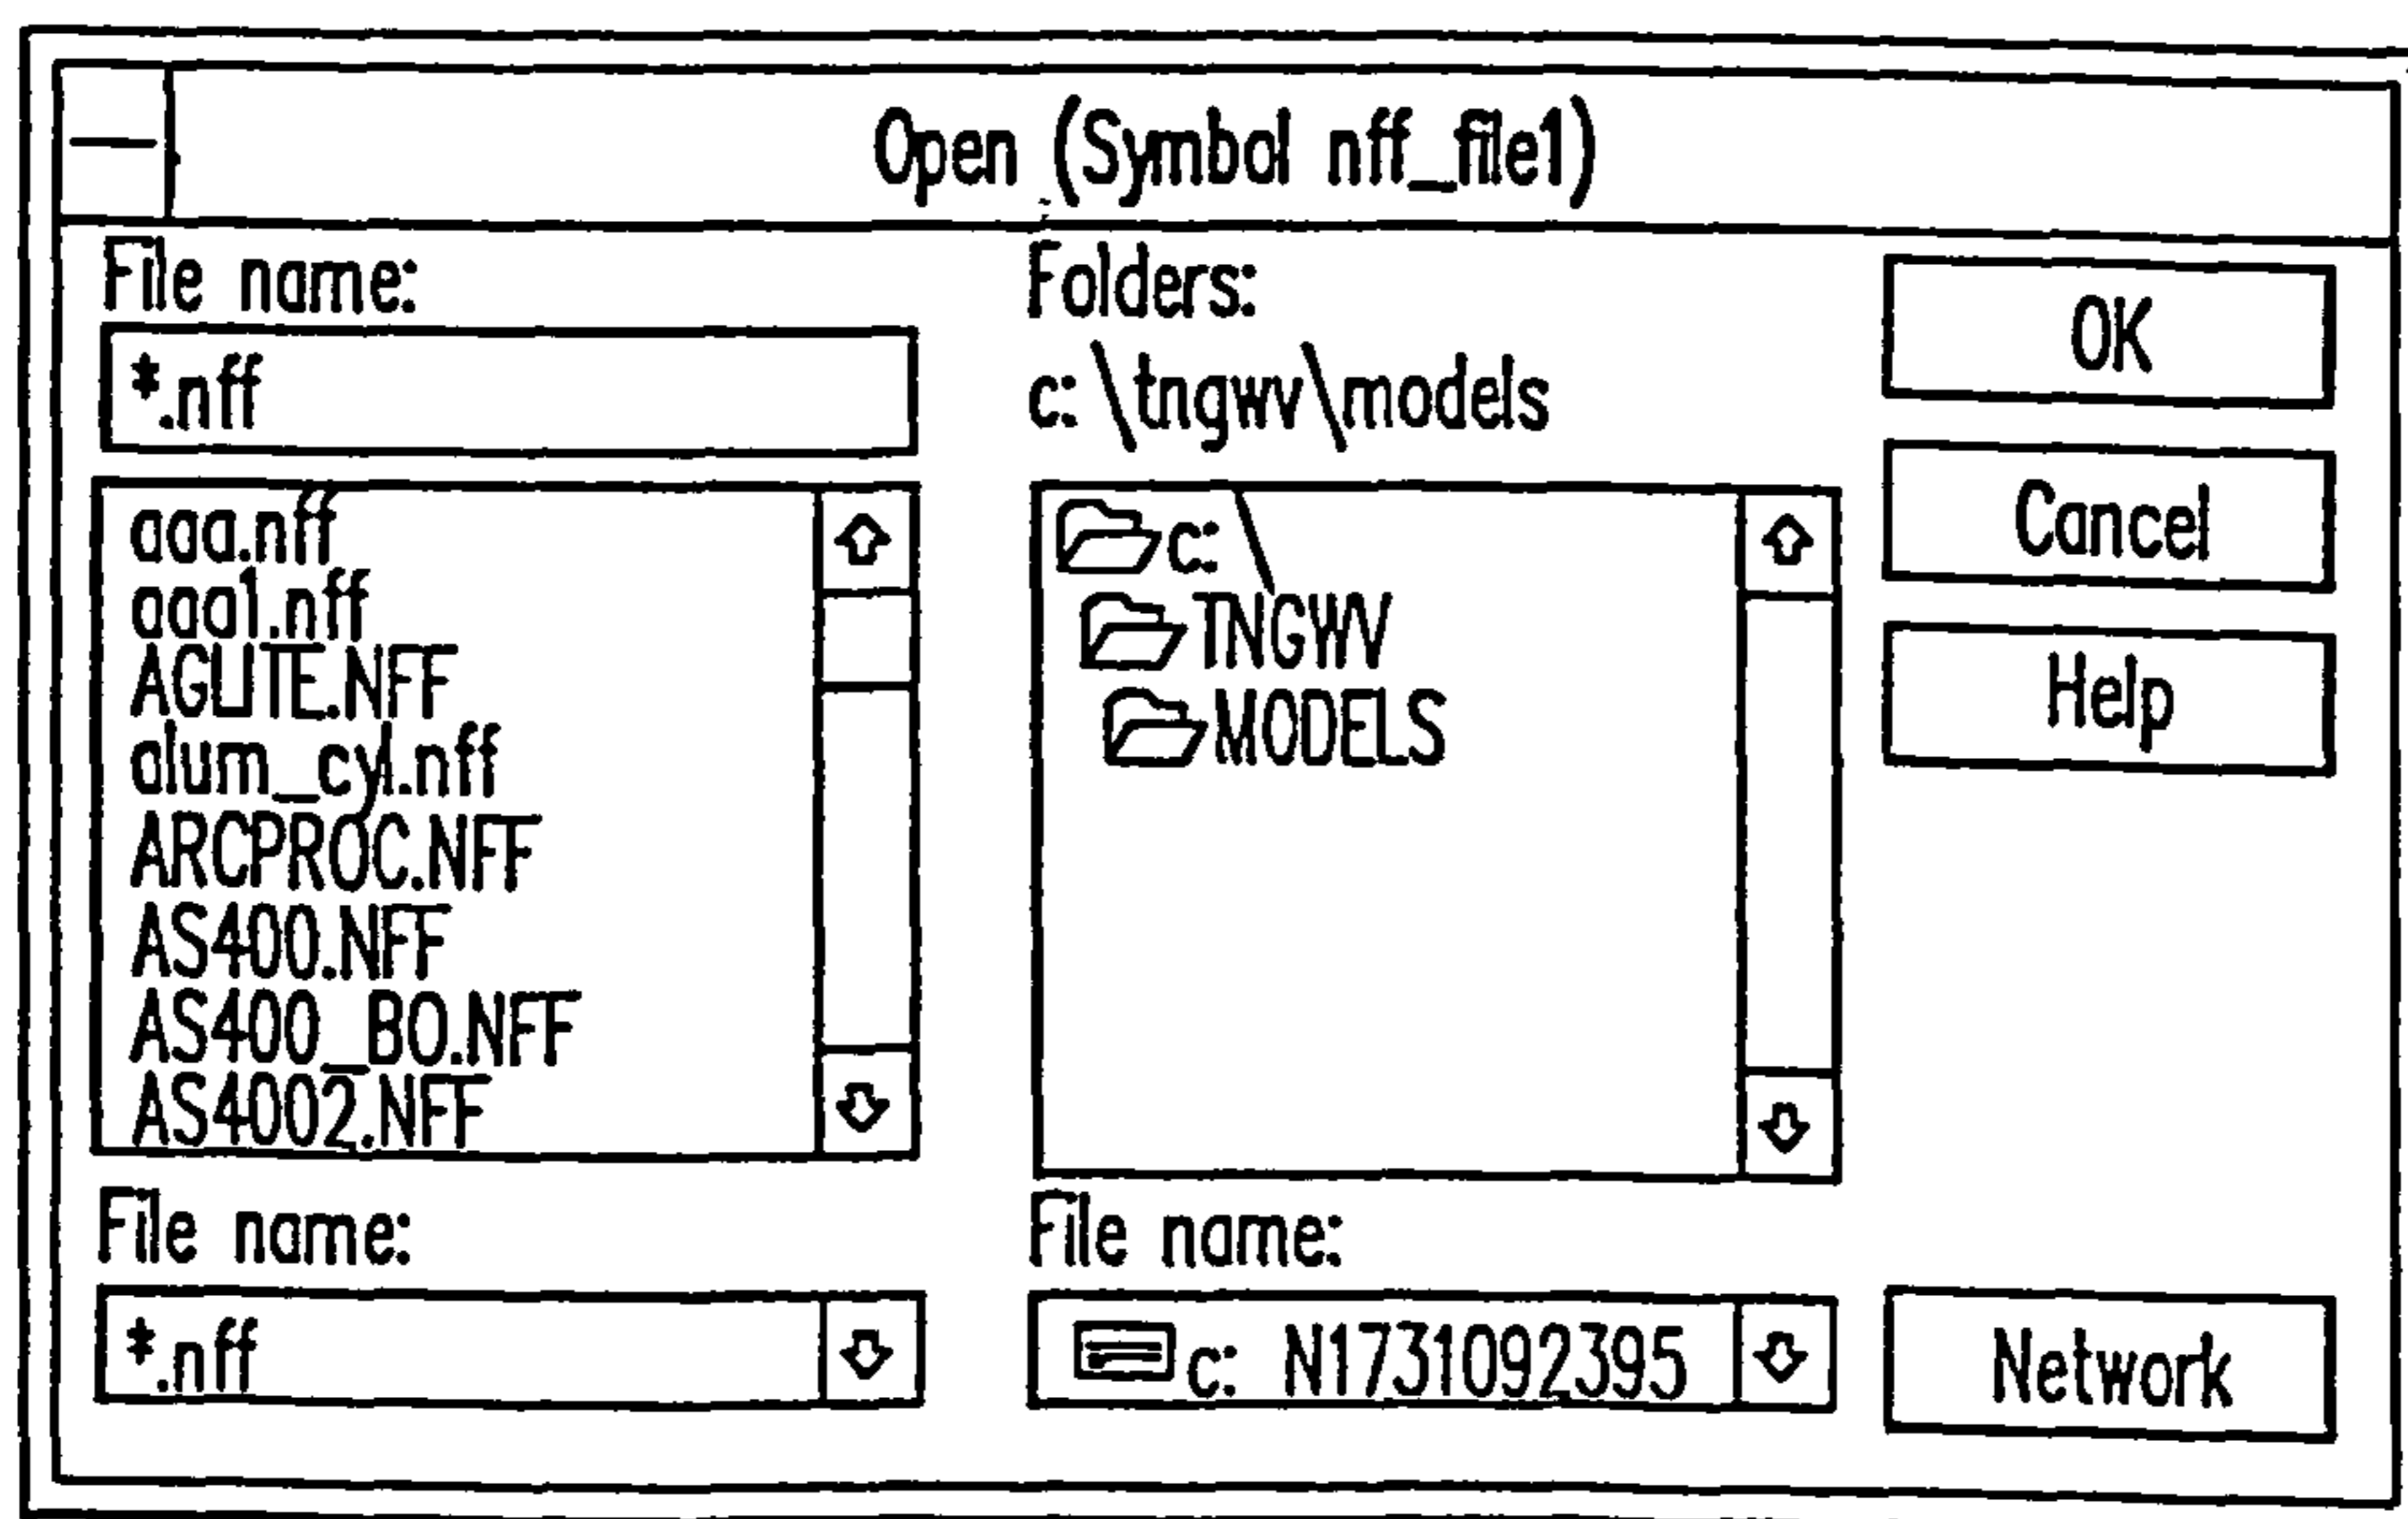 Open (Symbol nff_file1)
File name:
*.nff
aaa.nff
aaa1.nff
AGLITE.NFF
alum_cyl.nff
ARCPROC.NFF
AS400.NFF
AS400_BO.NFF
AS4002.NFF
File name:
*.nff
Folders:
c:\tngwv\models
c:\
TNGWV
MODELS
File name:
c: N1731092395
OK
Cancel
Help
Network